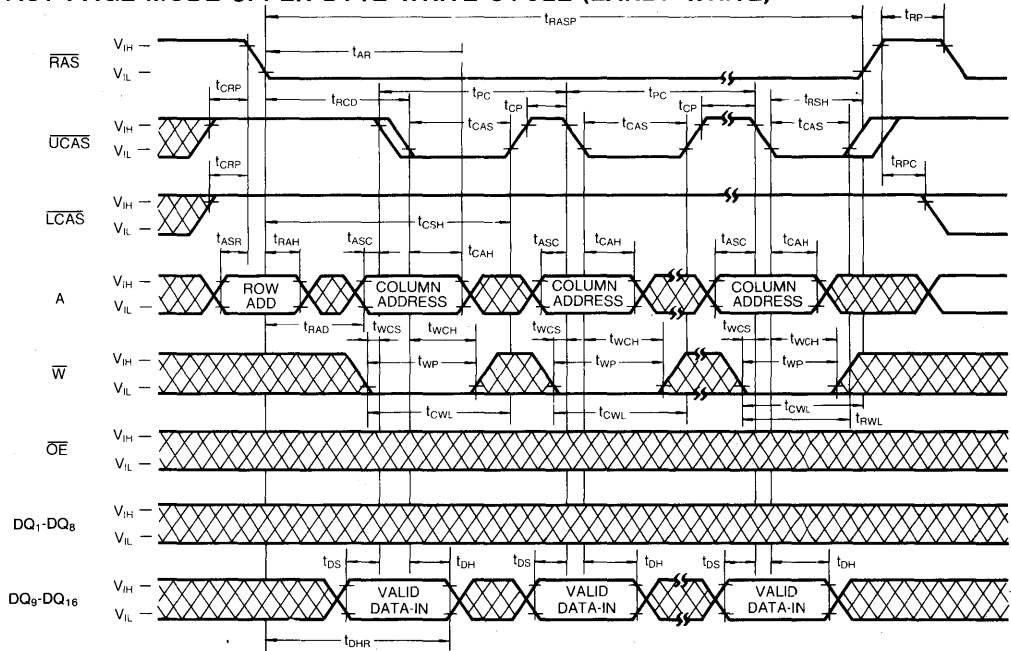 FAST PAGE MODE UPPER BYTE WRITE CYCLE (EARLY WRITE)
tRASP tRP
tAR
RAS VIH
VIL
tCRP tRCD tPC tCP tPC tCP tRSH
tCAS tCAS tCAS
UCAS VIH
VIL
tCRP tRPC
LCAS VIH
VIL
tCSH
tASR tRAH tASC tCAH tASC tCAH tASC tCAH
A VIH
VIL
ROW ADD
COLUMN ADDRESS
COLUMN ADDRESS
COLUMN ADDRESS
tRAD tWCS tWCH tWCS tWCH tWCS tWCH
tWP tWP tWP
W VIH
VIL
tCWL tCWL tCWL
tRWL
OE VIH
VIL
DQ1-DQ8 VIH
VIL
tDS tDH tDS tDH tDS tDH
DQ9-DQ16 VIH
VIL
VALID DATA-IN
VALID DATA-IN
VALID DATA-IN
tDHR